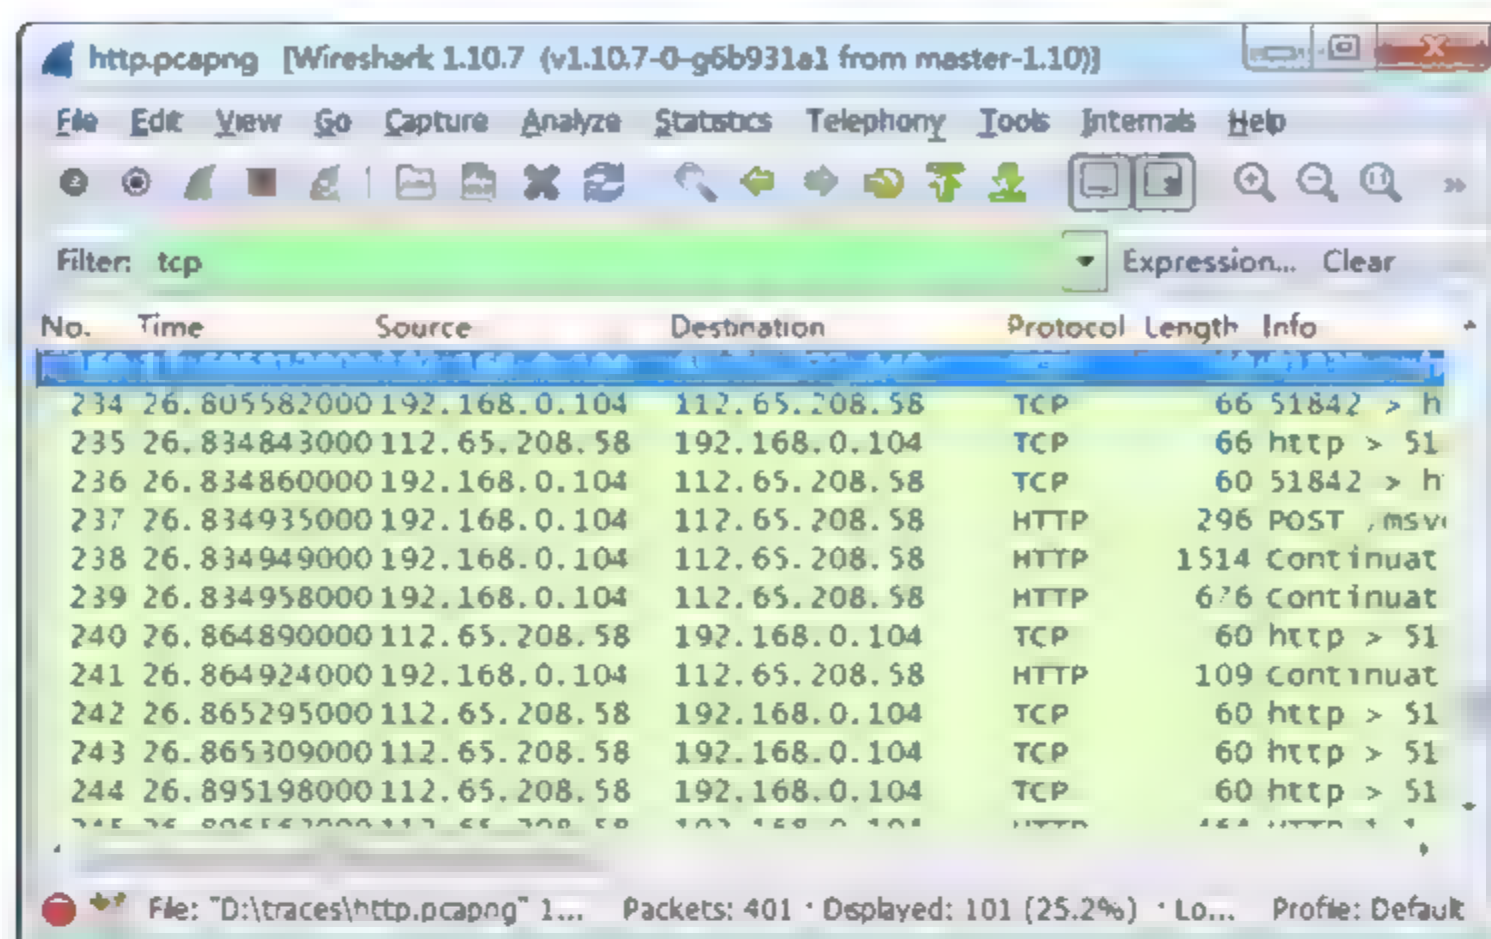 http.pcapng [Wireshark 1.10.7 (v1.10.7-0-g6b931a1 from master-1.10)]
File Edit View Go Capture Analyze Statistics Telephony Tools Internals Help
Filter: tcp Expression... Clear
No. Time Source Destination Protocol Length Info
234 26.805582000 192.168.0.104 112.65.208.58 TCP 66 51842 > h
235 26.834843000 112.65.208.58 192.168.0.104 TCP 66 http > 51
236 26.834860000 192.168.0.104 112.65.208.58 TCP 60 51842 > h
237 26.834935000 192.168.0.104 112.65.208.58 HTTP 296 POST
238 26.834949000 192.168.0.104 112.65.208.58 HTTP 1514 Continuat
239 26.834958000 192.168.0.104 112.65.208.58 HTTP 676 Continuat
240 26.864890000 112.65.208.58 192.168.0.104 TCP 60 http > 51
241 26.864924000 192.168.0.104 112.65.208.58 HTTP 109 Continuat
242 26.865295000 112.65.208.58 192.168.0.104 TCP 60 http > 51
243 26.865309000 112.65.208.58 192.168.0.104 TCP 60 http > 51
244 26.895198000 112.65.208.58 192.168.0.104 TCP 60 http > 51
File: "D:\traces\http.pcapng" 1... Packets: 401 · Displayed: 101 (25.2%) · Lo... Profile: Default